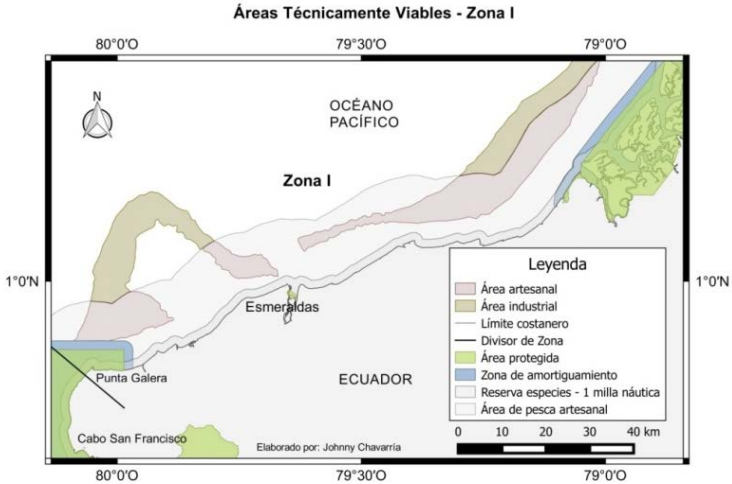 Áreas Técnicamente Viables - Zona I
80°0'O 79°30'O 79°0'O
N
OCÉANO
PACÍFICO
Zona I
1°0'N 1°0'N
Esmeraldas
Punta Galera
ECUADOR
Cabo San Francisco
Elaborado por: Johnny Chavarría
Leyenda
Área artesanal
Área industrial
Límite costanero
Divisor de Zona
Área protegida
Zona de amortiguamiento
Reserva especies - 1 milla náutica
Área de pesca artesanal
0 10 20 30 40 km
80°0'O 79°30'O 79°0'O